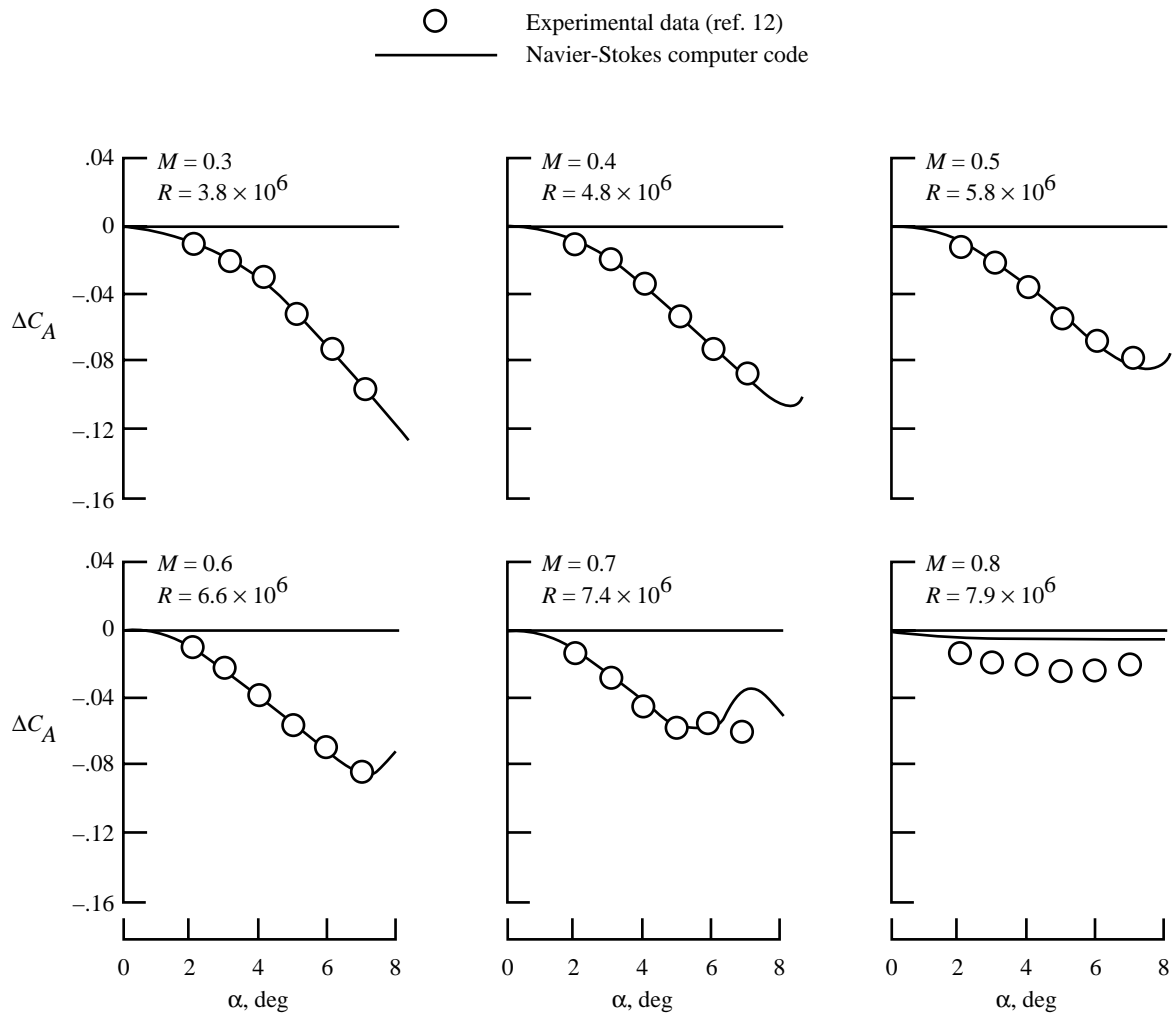 Experimental data (ref. 12)
Navier-Stokes computer code
.04
0
–.04
–.08
–.12
–.16
ΔC_A
M = 0.3
R = 3.8 × 10^6
M = 0.4
R = 4.8 × 10^6
M = 0.5
R = 5.8 × 10^6
.04
0
–.04
–.08
–.12
–.16
ΔC_A
M = 0.6
R = 6.6 × 10^6
M = 0.7
R = 7.4 × 10^6
M = 0.8
R = 7.9 × 10^6
0 2 4 6 8
α, deg
0 2 4 6 8
α, deg
0 2 4 6 8
α, deg